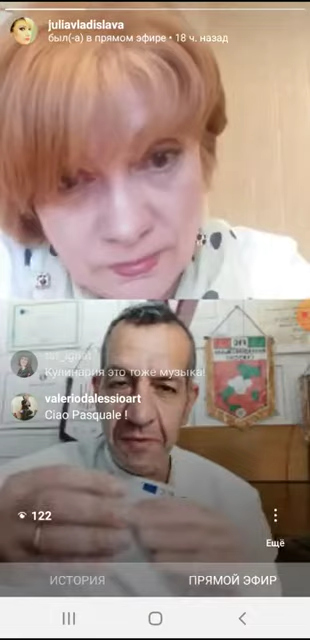 juliavladislava
был(-а) в прямом эфире • 18 ч. назад
Кулинария это тоже музыка!
valeriodalessioart
Ciao Pasquale !
122
Ещё
ИСТОРИЯ
ПРЯМОЙ ЭФИР